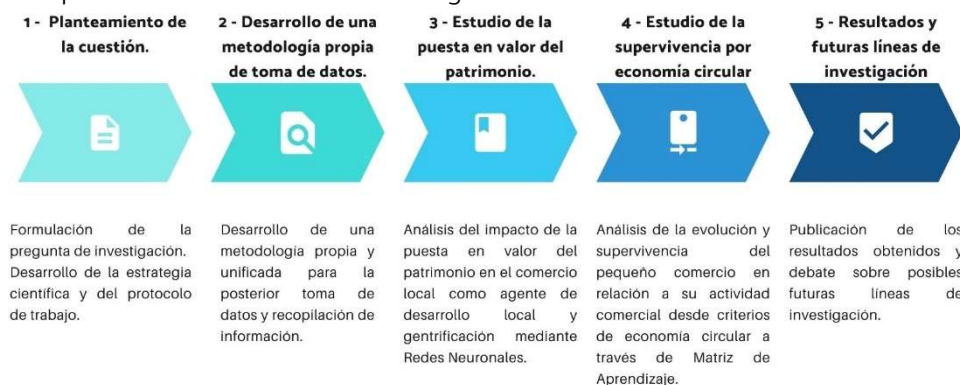 1 - Planteamiento de
la cuestión.
2 - Desarrollo de una
metodología propia
de toma de datos.
3 - Estudio de la
puesta en valor del
patrimonio.
4 - Estudio de la
supervivencia por
economía circular
5 - Resultados y
futuras líneas de
investigación
Formulación de la
pregunta de investigación.
Desarrollo de la estrategia
científica y del protocolo
de trabajo.
Desarrollo de una
metodología propia y
unificada para la
posterior toma de
datos y recopilación de
información.
Análisis del impacto de la
puesta en valor del
patrimonio en el comercio
local como agente de
desarrollo local y
gentrificación mediante
Redes Neuronales.
Análisis de la evolución y
supervivencia del
pequeño comercio en
relación a su actividad
comercial desde criterios
de economía circular a
través de Matriz de
Aprendizaje.
Publicación de los
resultados obtenidos y
debate sobre posibles
futuras líneas de
investigación.